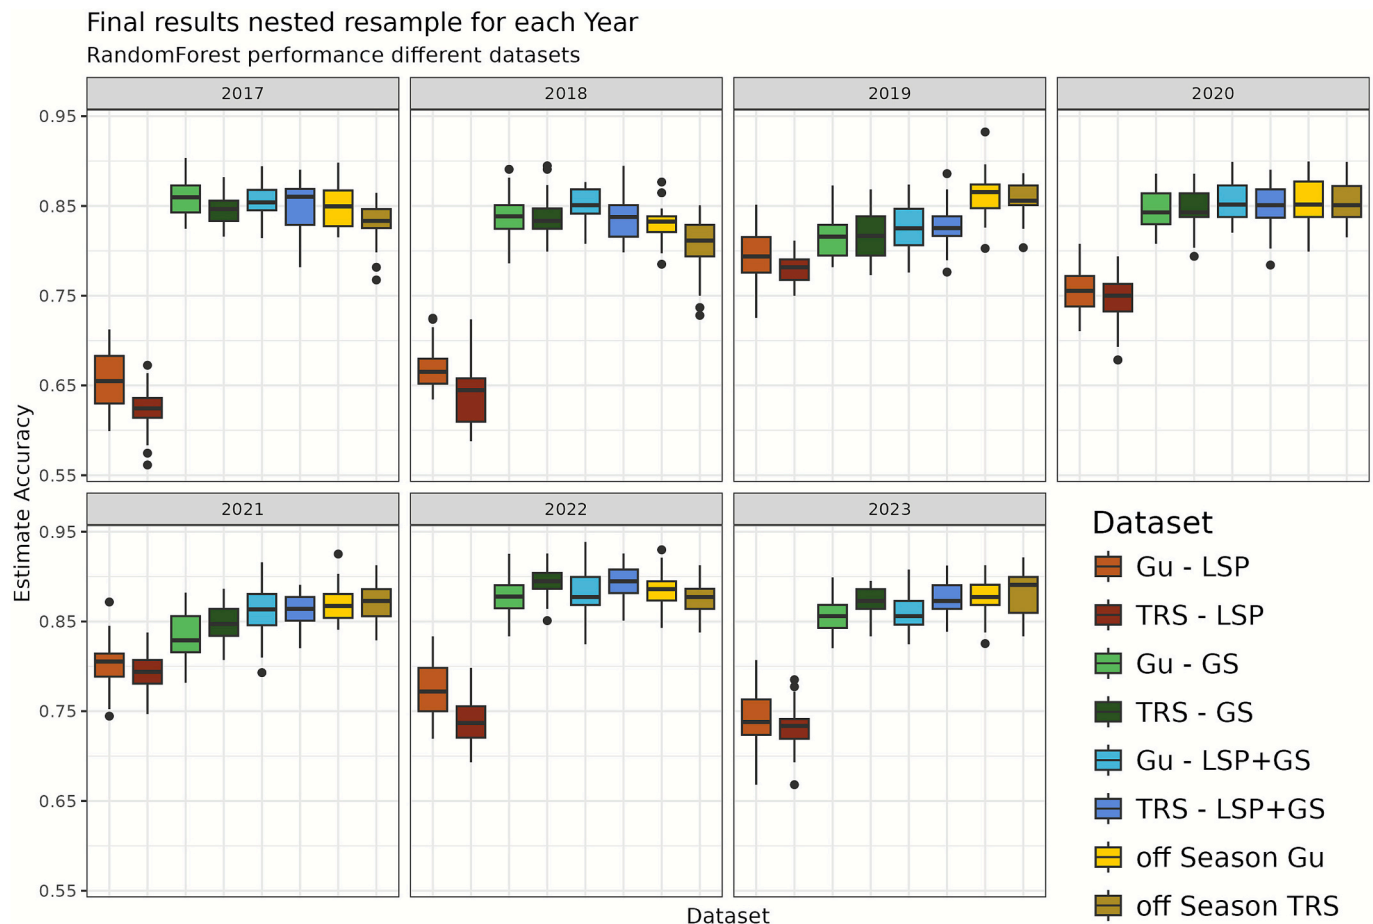 Final results nested resample for each Year
RandomForest performance different datasets
2017
2018
2019
2020
0.95
0.85
0.75
0.65
0.55
2021
2022
2023
0.95
0.85
0.75
0.65
0.55
Estimate Accuracy
Dataset
Dataset
Gu - LSP
TRS - LSP
Gu - GS
TRS - GS
Gu - LSP+GS
TRS - LSP+GS
off Season Gu
off Season TRS